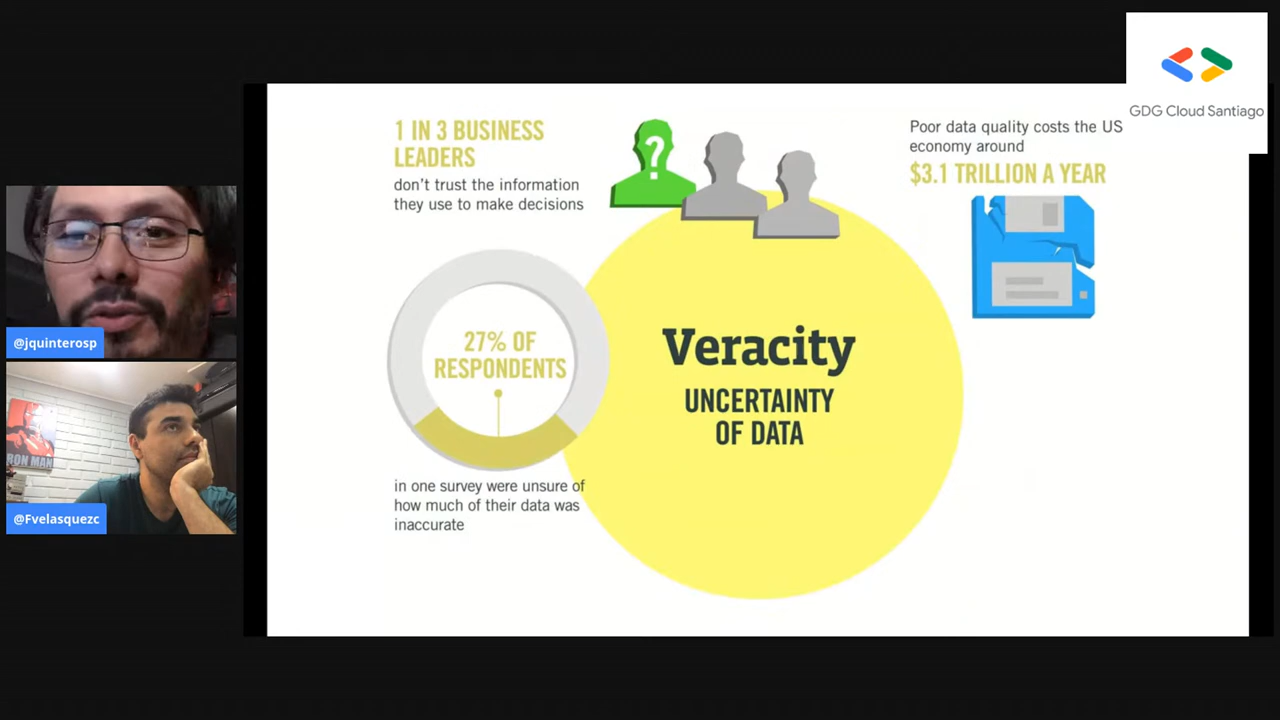 GDG Cloud Santiago
1 IN 3 BUSINESS
LEADERS
don't trust the information
they use to make decisions
?
Poor data quality costs the US
economy around
$3.1 TRILLION A YEAR
27% OF
RESPONDENTS
in one survey were unsure of
how much of their data was
inaccurate
Veracity
UNCERTAINTY
OF DATA
@jquinterosp
IRON MAN
@Fvelasquezc